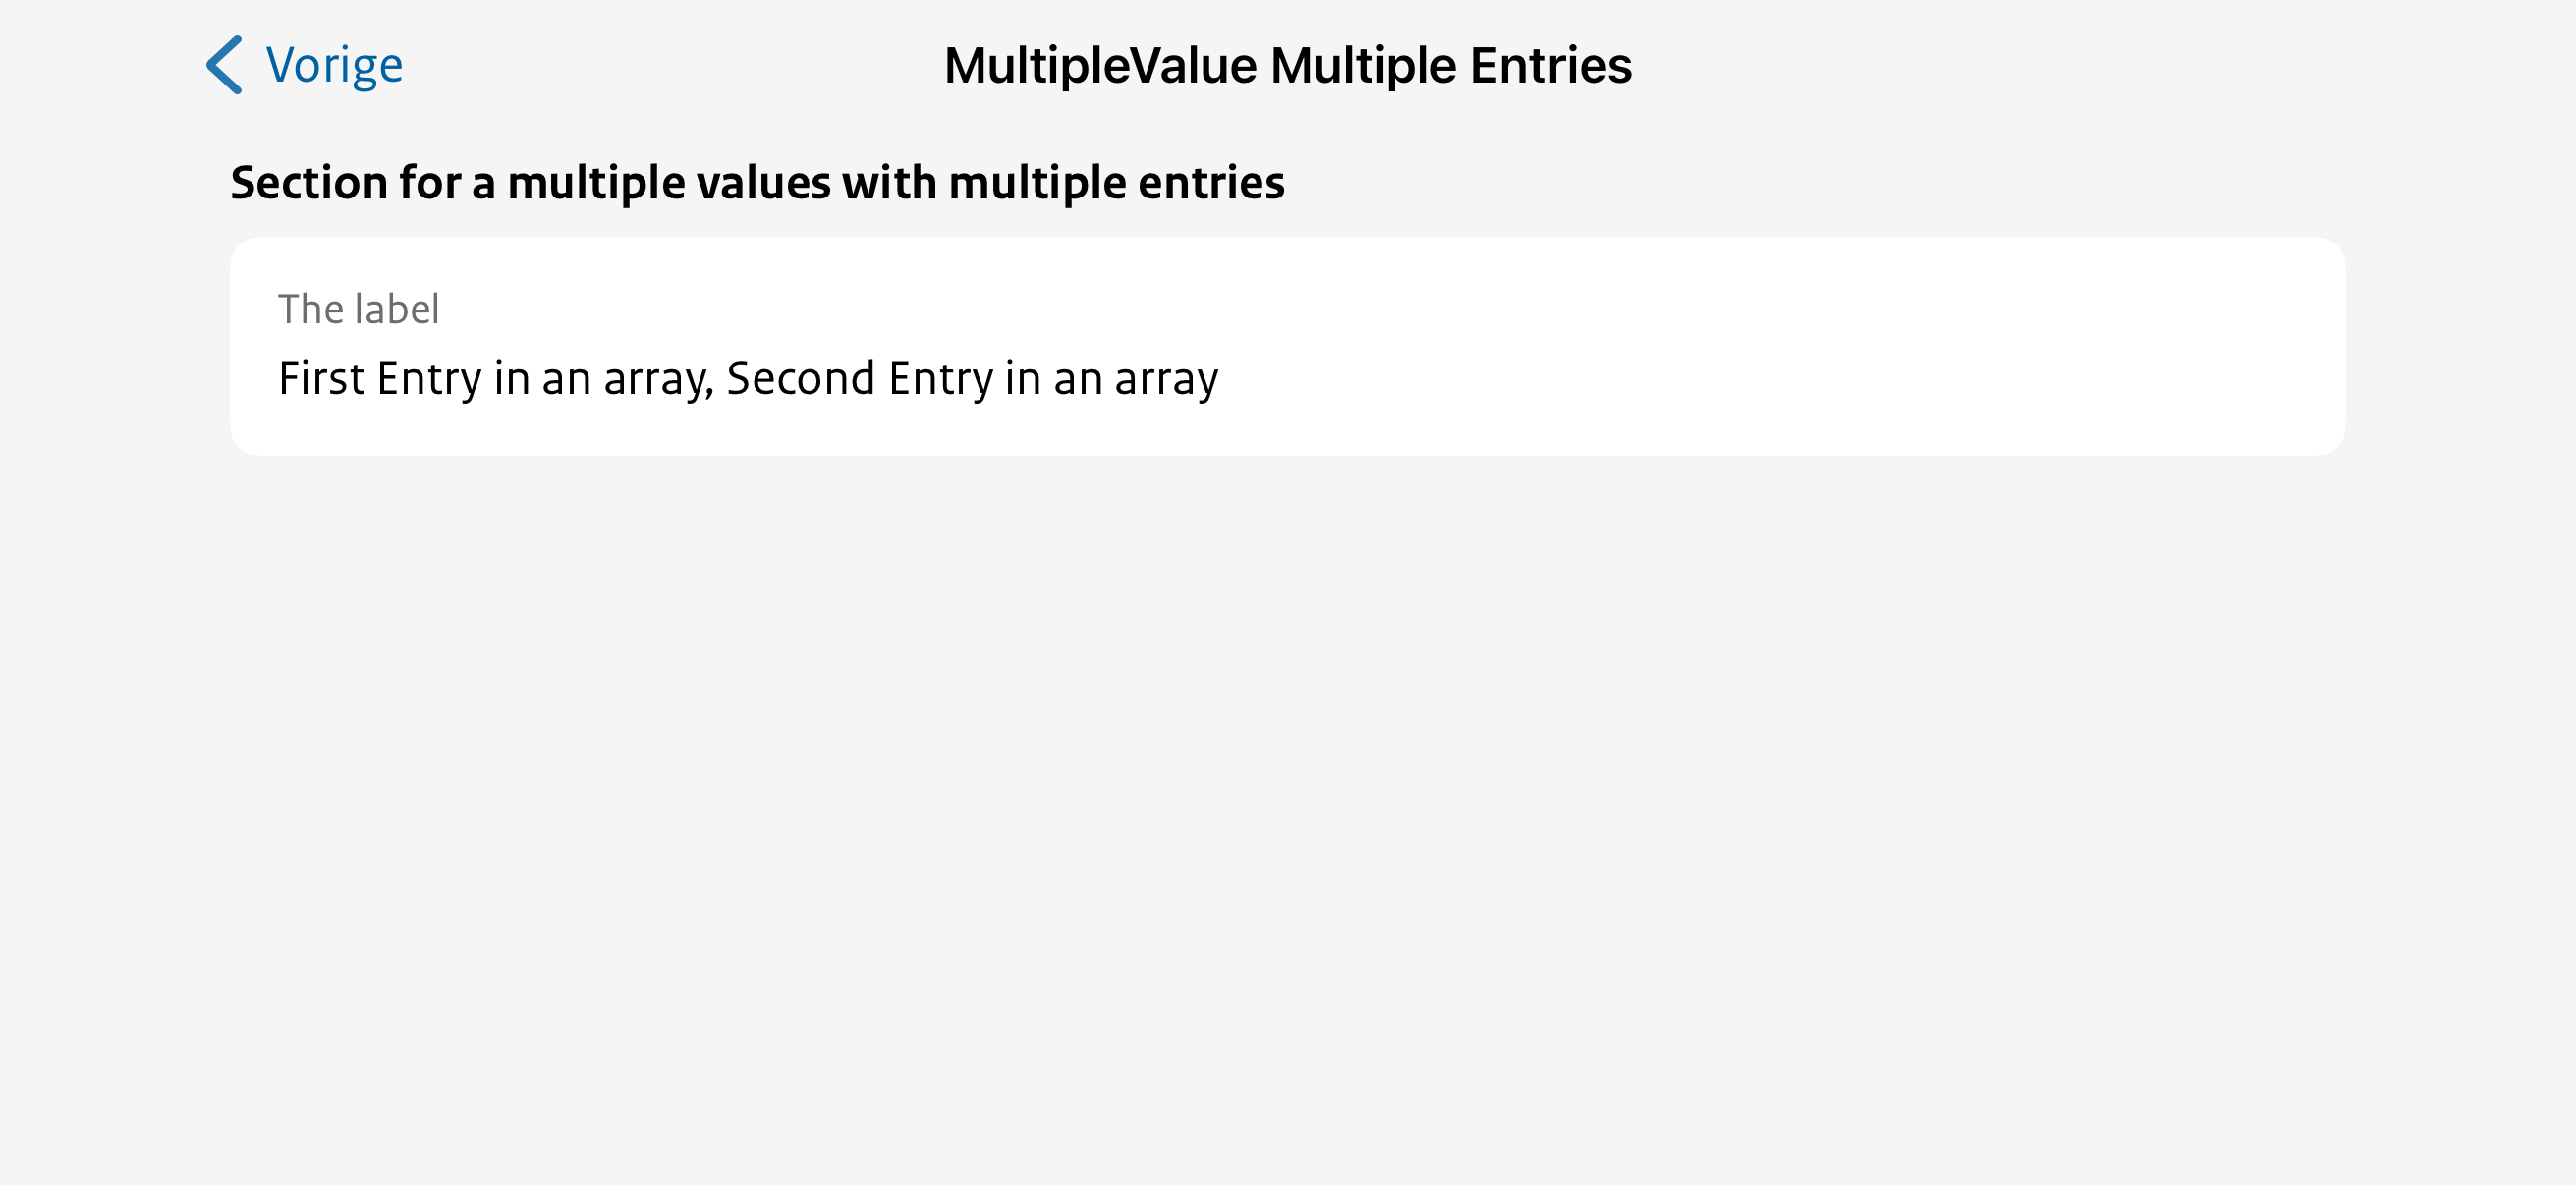 Vorige
MultipleValue Multiple Entries
Section for a multiple values with multiple entries
The label
First Entry in an array, Second Entry in an array